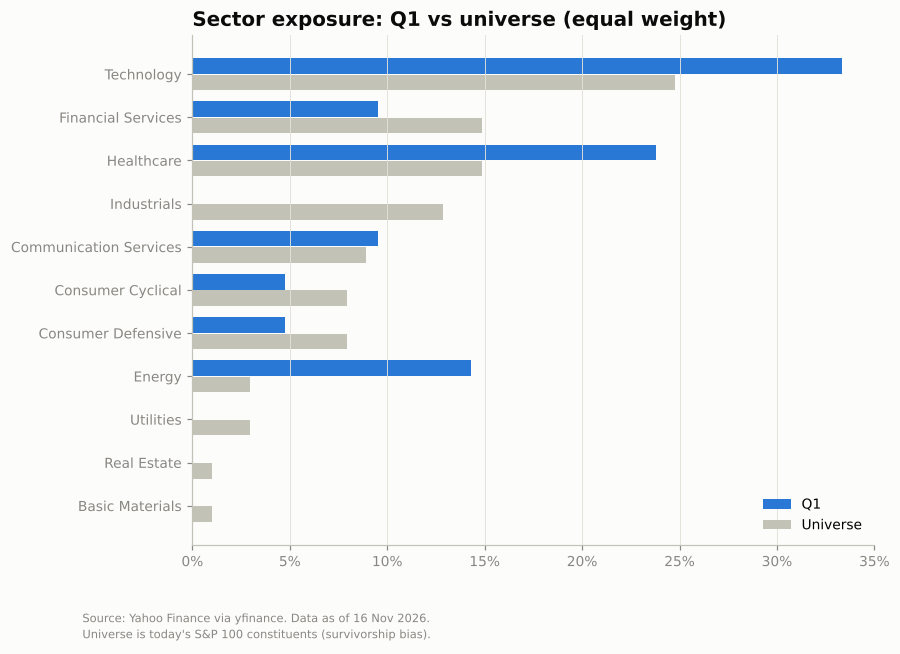 Sector exposure: Q1 vs universe (equal weight)
Technology
Financial Services
Healthcare
Industrials
Communication Services
Consumer Cyclical
Consumer Defensive
Energy
Utilities
Real Estate
Basic Materials
Q1
Universe
0% 5% 10% 15% 20% 25% 30% 35%
Source: Yahoo Finance via yfinance. Data as of 16 Nov 2026.
Universe is today's S&P 100 constituents (survivorship bias).